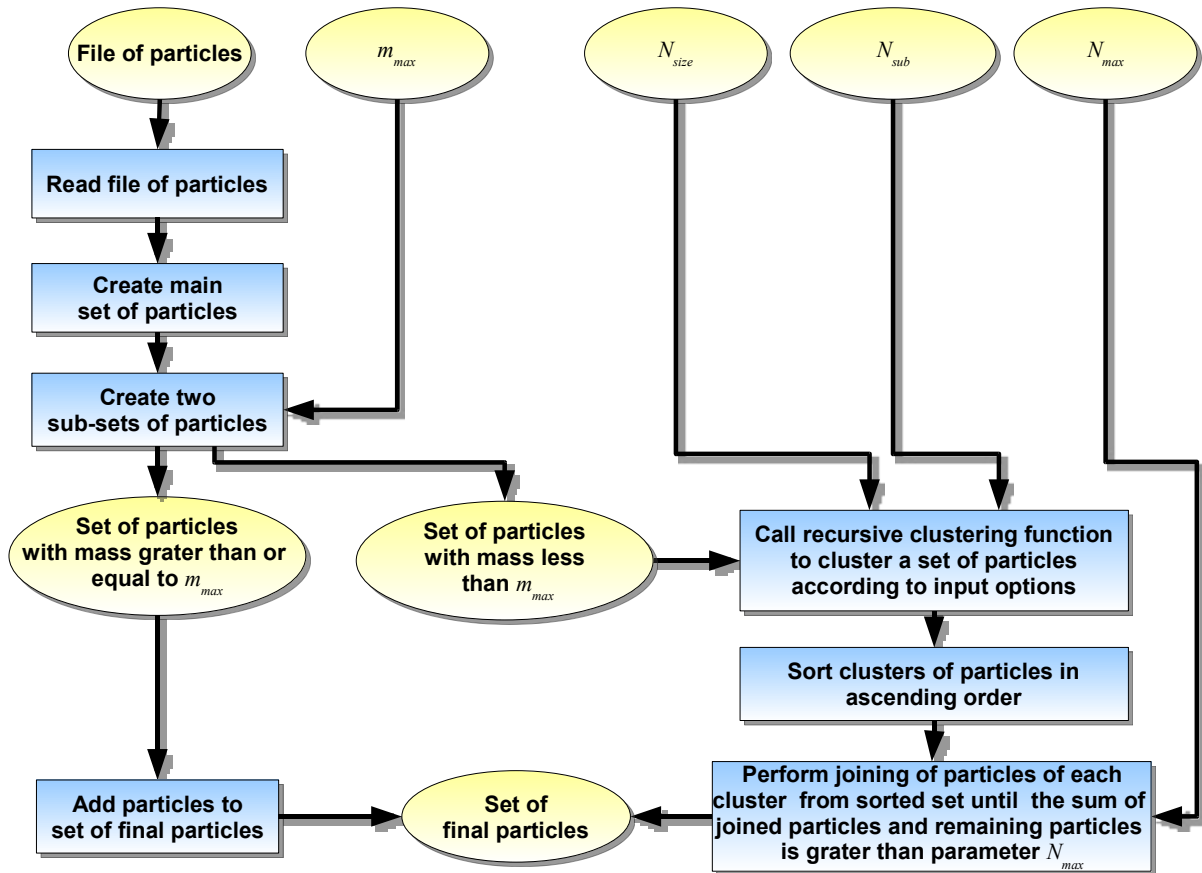 File of particles
m_max
N_size
N_sub
N_max
Read file of particles
Create main
set of particles
Create two
sub-sets of particles
Set of particles
with mass grater than or
equal to m_max
Set of particles
with mass less
than m_max
Call recursive clustering function
to cluster a set of particles
according to input options
Sort clusters of particles in
ascending order
Add particles to
set of final particles
Set of
final particles
Perform joining of particles of each
cluster from sorted set until the sum of
joined particles and remaining particles
is grater than parameter N_max